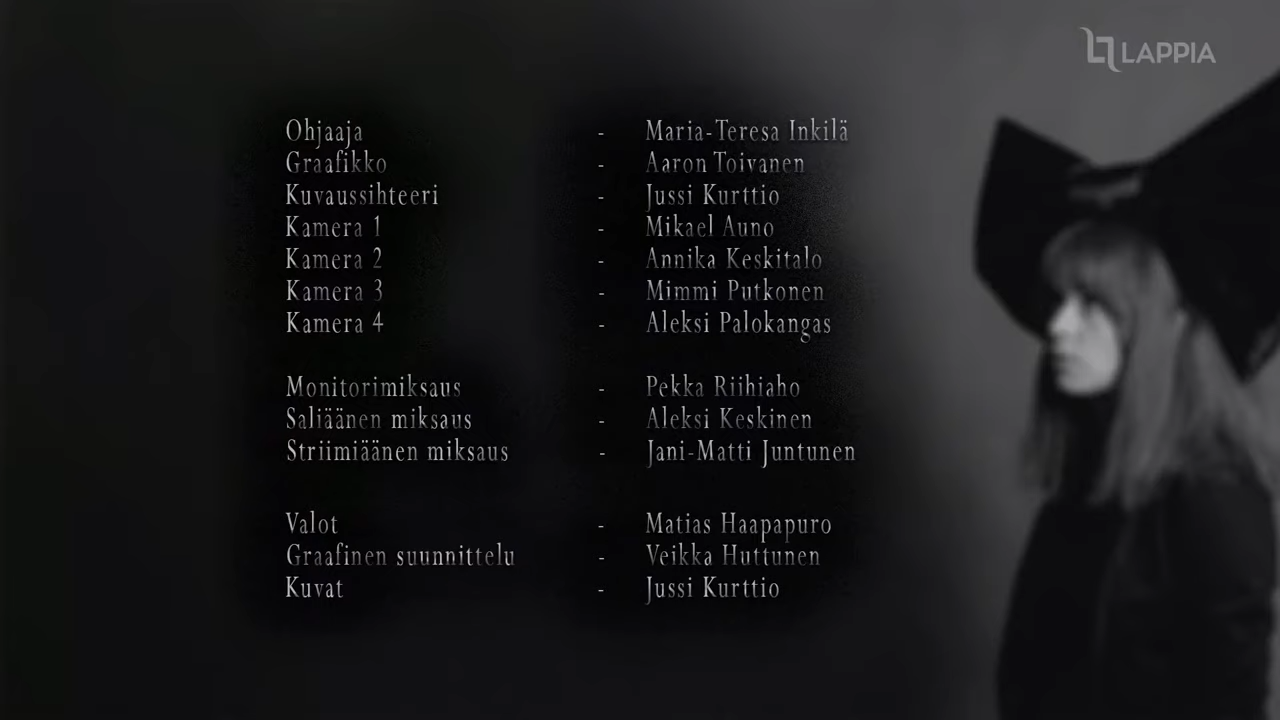 LAPPIA
Ohjaaja - Maria-Teresa Inkilä
Graafikko - Aaron Toivanen
Kuvaussihteeri - Jussi Kurttio
Kamera 1 - Mikael Auno
Kamera 2 - Annika Keskitalo
Kamera 3 - Mimmi Putkonen
Kamera 4 - Aleksi Palokangas
Monitorimiksaus - Pekka Riihiaho
Saliäänen miksaus - Aleksi Keskinen
Striimiäänen miksaus - Jani-Matti Juntunen
Valot - Matias Haapapuro
Graafinen suunnittelu - Veikka Huttunen
Kuvat - Jussi Kurttio